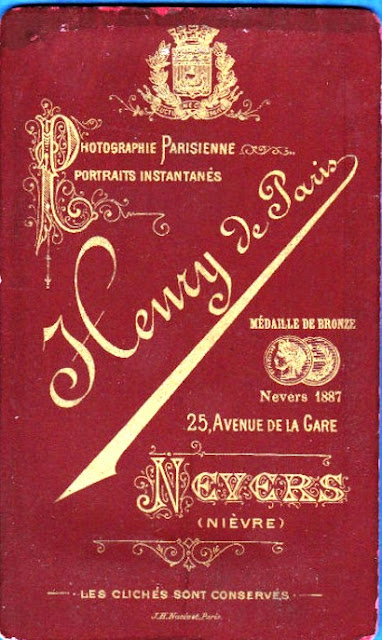 PHOTOGRAPHIE PARISIENNE
PORTRAITS INSTANTANÉS
Henry de Paris
MÉDAILLE DE BRONZE
Nevers 1887
25, AVENUE DE LA GARE
NEVERS
(NIÈVRE)
LES CLICHÉS SONT CONSERVÉS